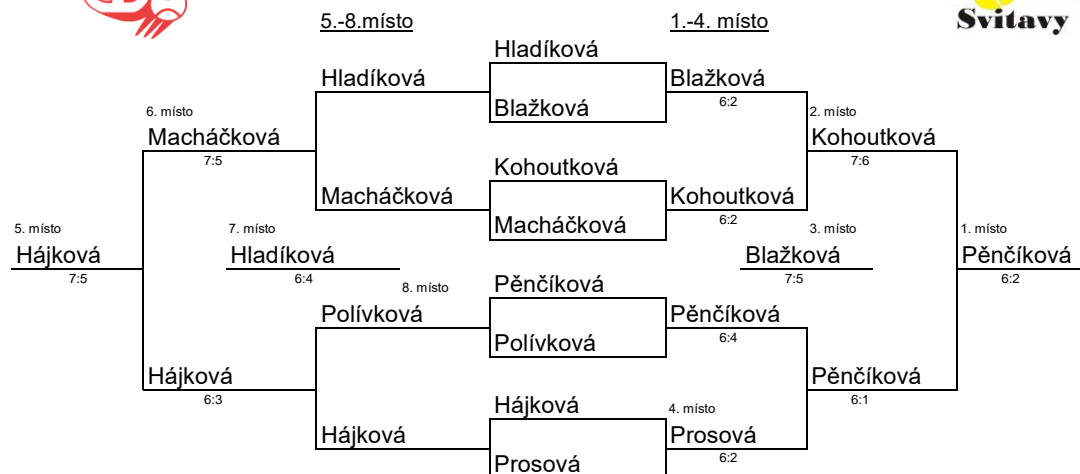 5.-8.místo 1.-4. místo
Svitavy
Hladíková
Hladíková Blažková
6:2
Blažková
6. místo 2. místo
Macháčková Kohoutková
7:5 7:6
Kohoutková
Macháčková Kohoutková
6:2
Macháčková
5. místo 7. místo 3. místo 1. místo
Hájková Hladíková Blažková Pěnčíková
7:5 6:4 7:5 6:2
8. místo Pěnčíková
Polívková Pěnčíková
6:4
Polívková
Hájková Pěnčíková
6:3 6:1
Hájková 4. místo
Hájková Prosová
6:2
Prosová